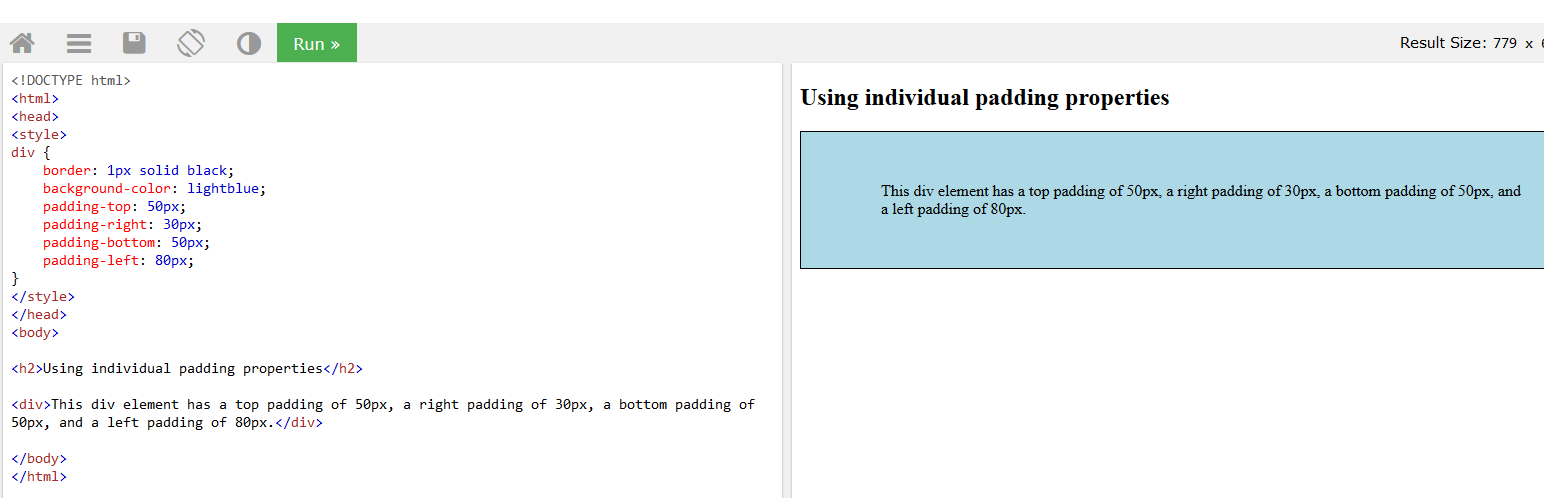 Run »
Result Size: 779 x
<!DOCTYPE html>
<html>
<head>
<style>
div {
    border: 1px solid black;
    background-color: lightblue;
    padding-top: 50px;
    padding-right: 30px;
    padding-bottom: 50px;
    padding-left: 80px;
}
</style>
</head>
<body>
<h2>Using individual padding properties</h2>
<div>This div element has a top padding of 50px, a right padding of 30px, a bottom padding of
50px, and a left padding of 80px.</div>
</body>
</html>
Using individual padding properties
This div element has a top padding of 50px, a right padding of 30px, a bottom padding of 50px, and
a left padding of 80px.